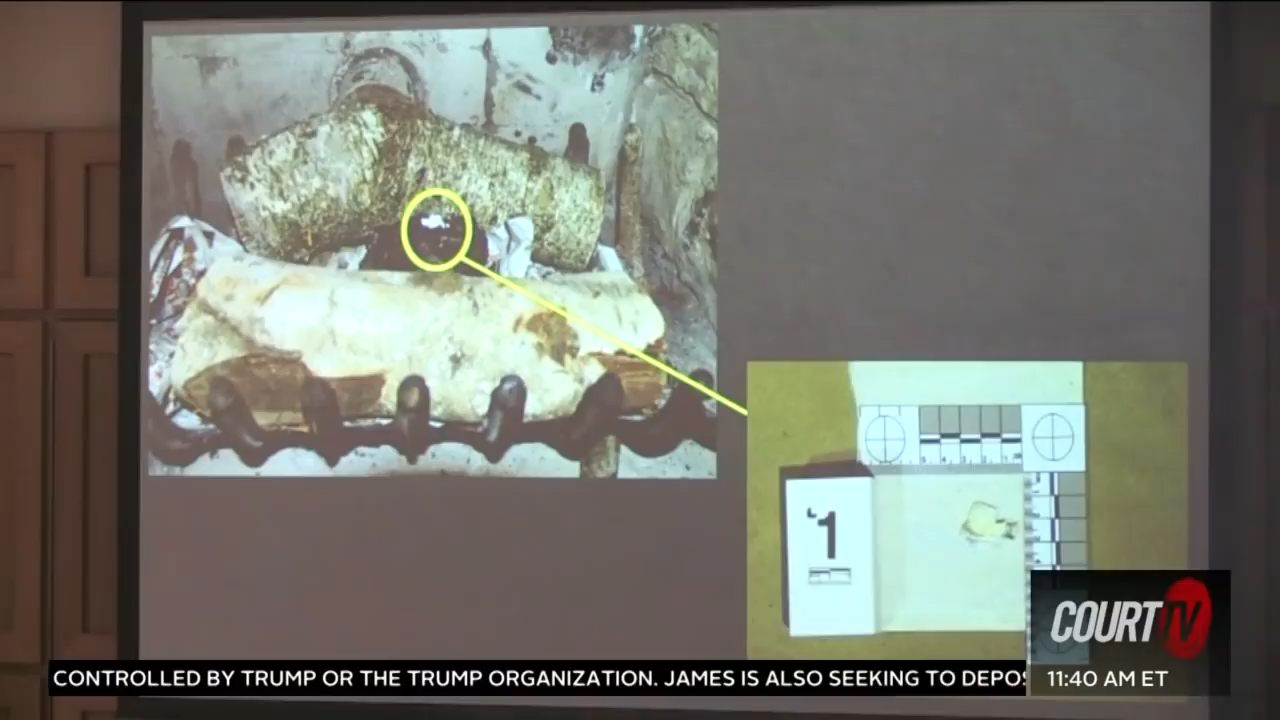 1
COURT TV
CONTROLLED BY TRUMP OR THE TRUMP ORGANIZATION. JAMES IS ALSO SEEKING TO DEPOS
11:40 AM ET